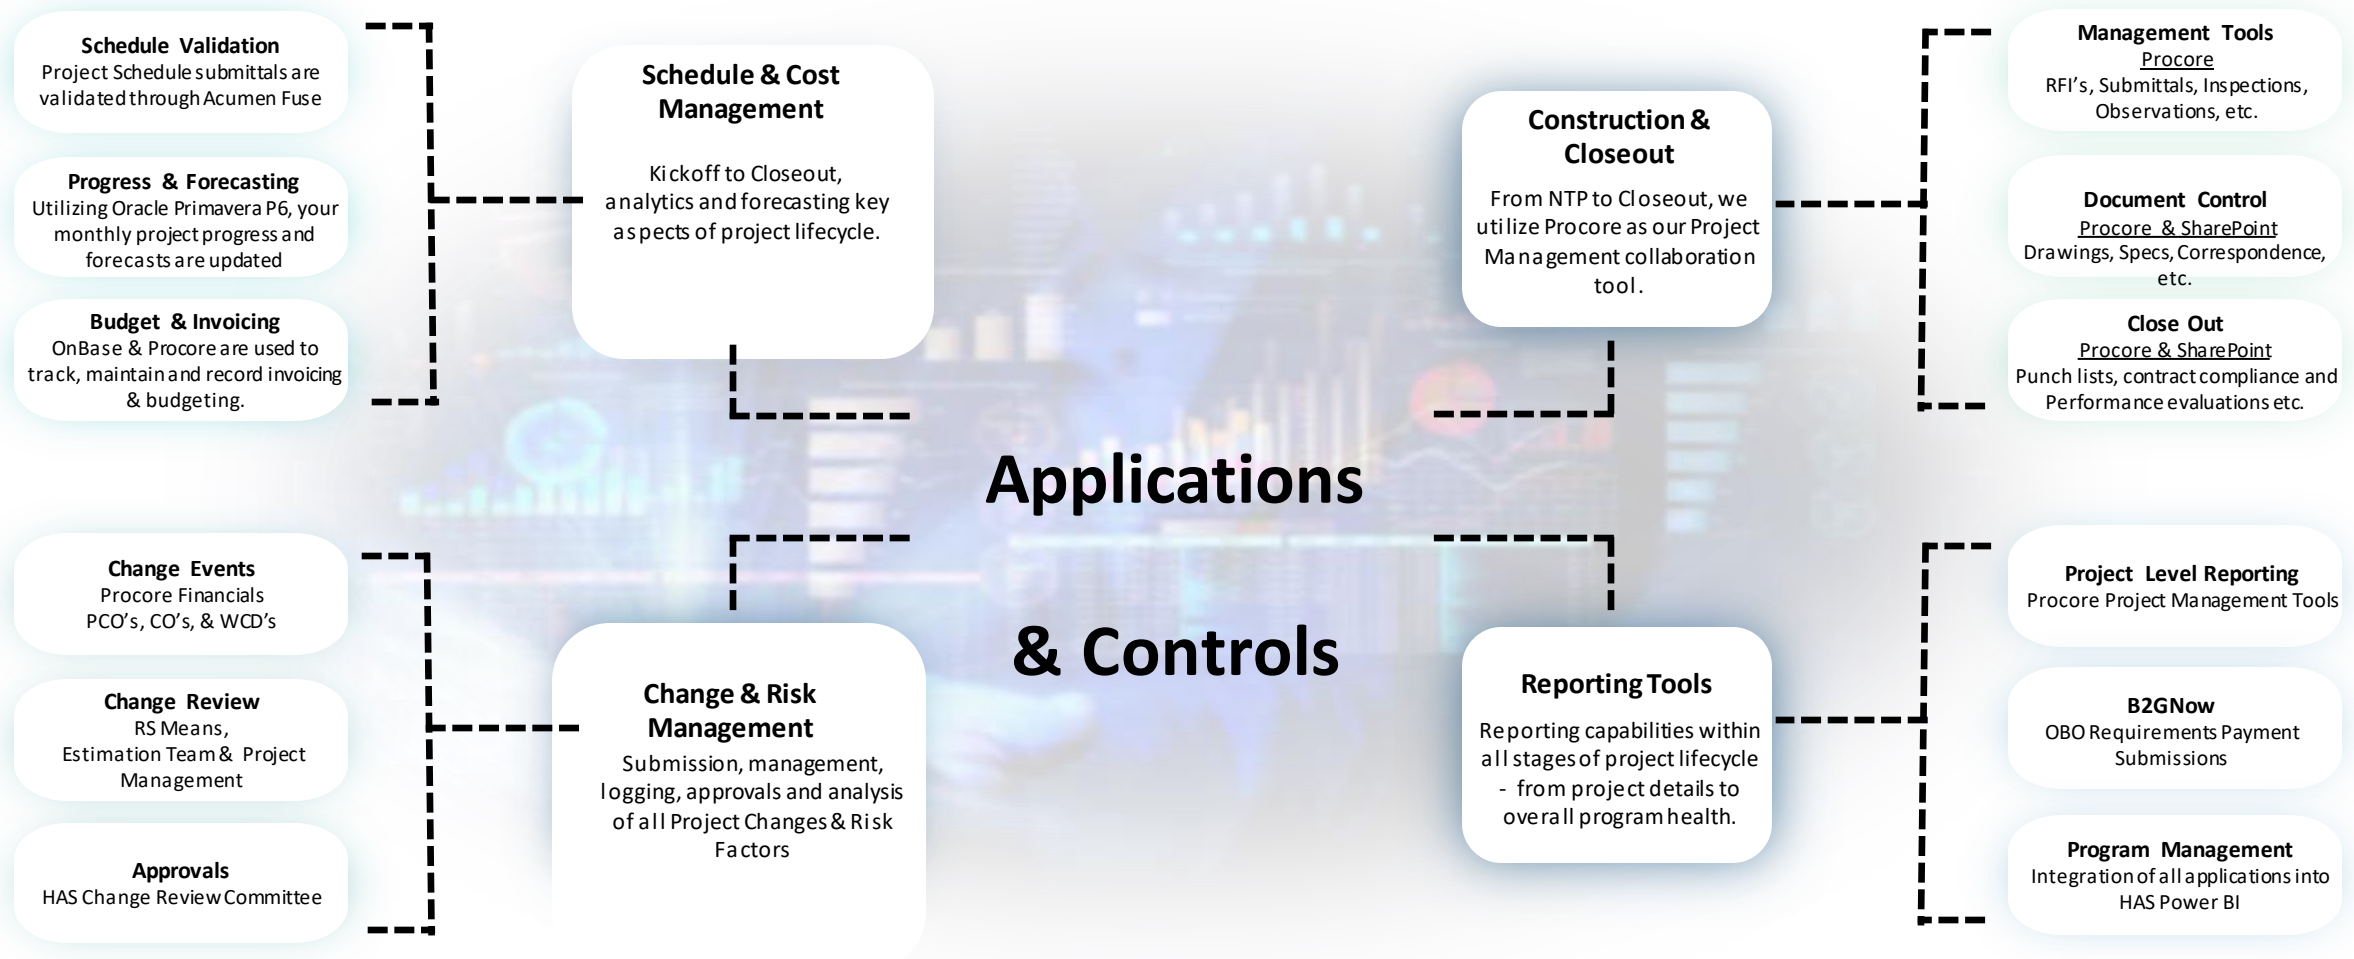 Schedule Validation
Project Schedule submittals are
validated through Acumen Fuse
Progress & Forecasting
Utilizing Oracle Primavera P6, your
monthly project progress and
forecasts are updated
Budget & Invoicing
OnBase & Procore are used to
track, maintain and record invoicing
& budgeting.
Schedule & Cost
Management
Kickoff to Closeout,
analytics and forecasting key
aspects of project lifecycle.
Construction &
Closeout
From NTP to Closeout, we
utilize Procore as our Project
Management collaboration
tool.
Management Tools
Procore
RFI's, Submittals, Inspections,
Observations, etc.
Document Control
Procore & SharePoint
Drawings, Specs, Correspondence,
etc.
Close Out
Procore & SharePoint
Punch lists, contract compliance and
Performance evaluations etc.
Applications
& Controls
Change Events
Procore Financials
PCO's, CO's, & WCD's
Change Review
RS Means,
Estimation Team & Project
Management
Approvals
HAS Change Review Committee
Change & Risk
Management
Submission, management,
logging, approvals and analysis
of all Project Changes & Risk
Factors
Reporting Tools
Reporting capabilities within
all stages of project lifecycle
- from project details to
overall program health.
Project Level Reporting
Procore Project Management Tools
B2GNow
OBO Requirements Payment
Submissions
Program Management
Integration of all applications into
HAS Power BI